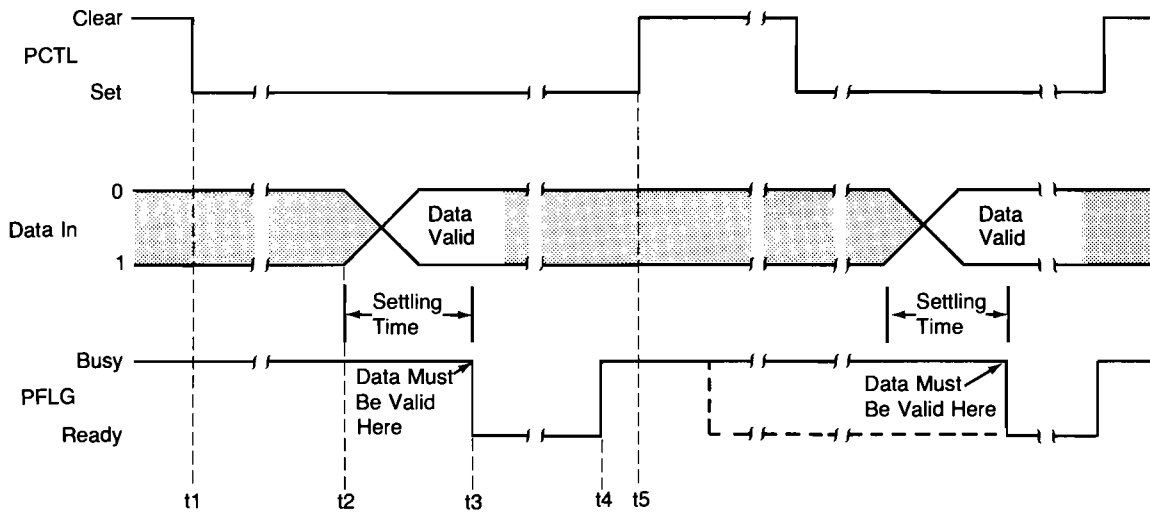 Clear
PCTL
Set
0
Data In
1
Data
Valid
Data
Valid
Settling
Time
Settling
Time
Busy
PFLG
Ready
Data Must
Be Valid
Here
Data Must
Be Valid Here
t1
t2
t3
t4
t5